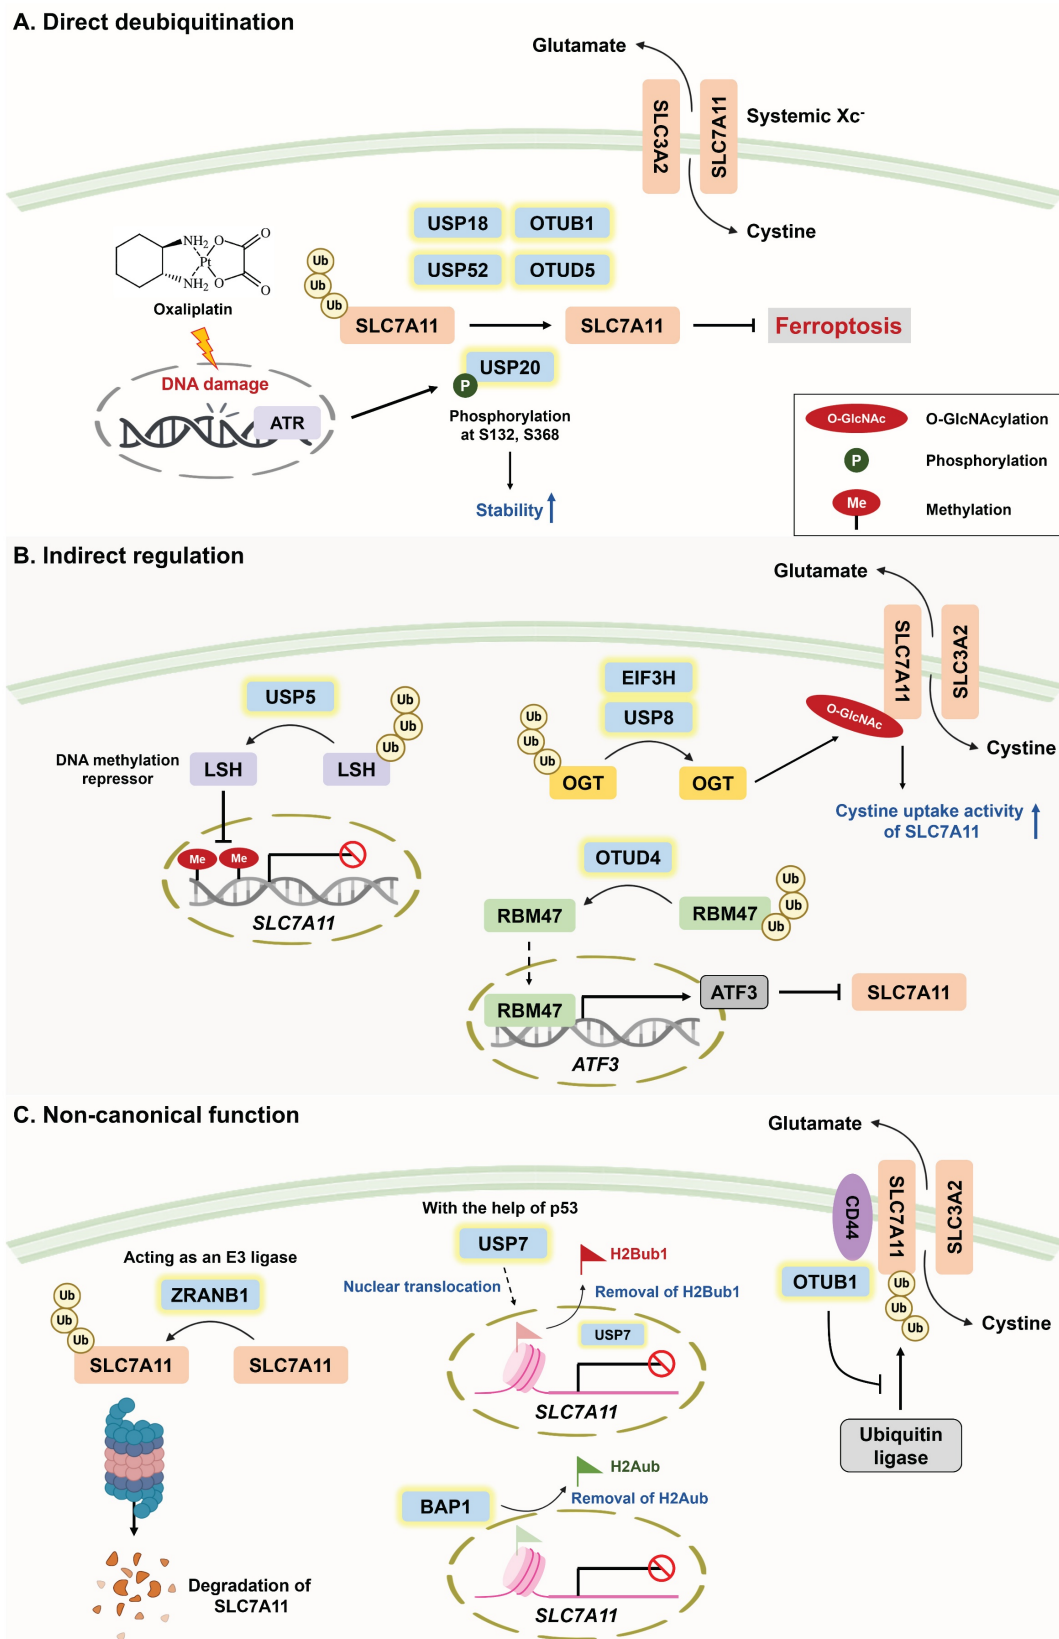 A. Direct deubiquitination
Glutamate
SLC3A2
SLC7A11
Systemic Xc-
Cystine
USP18
OTUB1
USP52
OTUD5
NH2
NH2
Pt
O
O
O
O
Oxaliplatin
Ub
Ub
Ub
SLC7A11
SLC7A11
Ferroptosis
DNA damage
ATR
USP20
P
Phosphorylation
at S132, S368
Stability
O-GlcNAc
O-GlcNAcylation
P
Phosphorylation
Me
Methylation
B. Indirect regulation
Glutamate
SLC7A11
SLC3A2
Cystine
USP5
Ub
Ub
Ub
DNA methylation
repressor
LSH
LSH
Me
Me
SLC7A11
EIF3H
USP8
Ub
Ub
Ub
OGT
OGT
O-GlcNAc
Cystine uptake activity
of SLC7A11
OTUD4
RBM47
RBM47
Ub
Ub
Ub
RBM47
ATF3
SLC7A11
ATF3
C. Non-canonical function
Glutamate
CD44
SLC7A11
SLC3A2
OTUB1
Ub
Ub
Ub
Cystine
Ubiquitin
ligase
Acting as an E3 ligase
ZRANB1
Ub
Ub
Ub
SLC7A11
SLC7A11
Degradation of
SLC7A11
With the help of p53
USP7
Nuclear translocation
H2Bub1
Removal of H2Bub1
USP7
SLC7A11
BAP1
H2Aub
Removal of H2Aub
SLC7A11